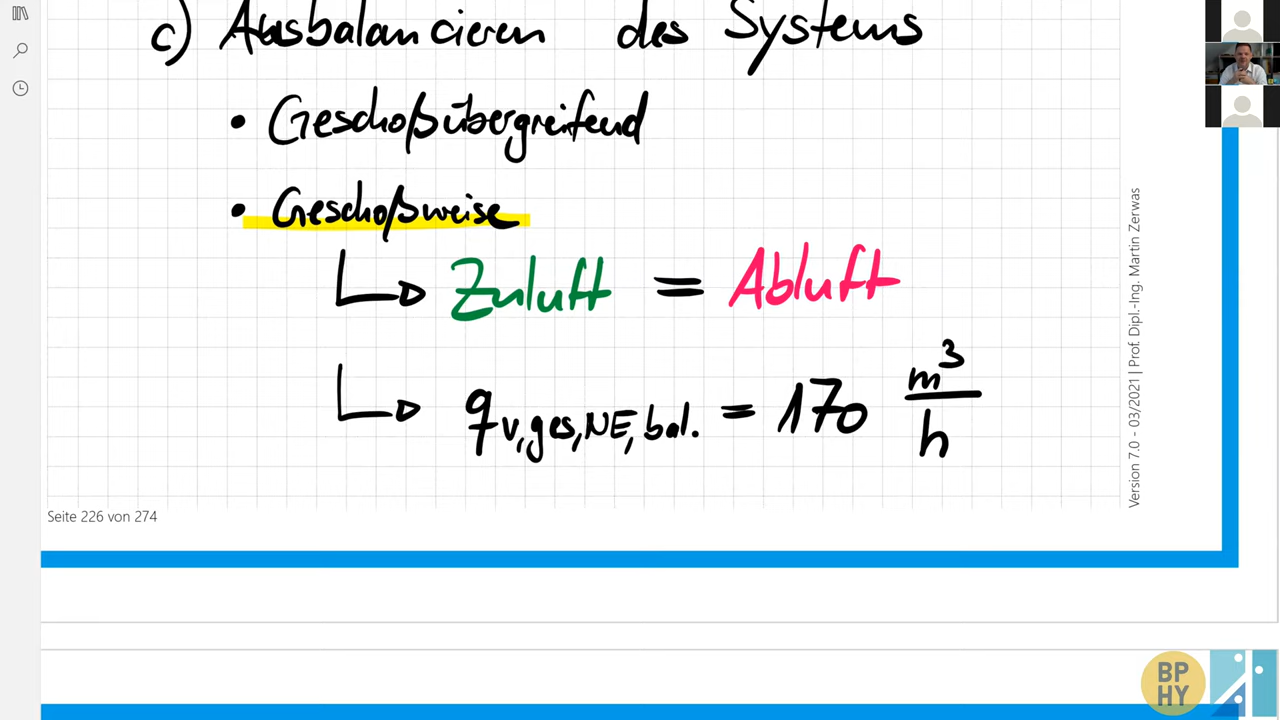 c) Ausbalancieren des Systems
• Geschoßübergreifend
• Geschoßweise
Zuluft = Abluft
qv,ges,NE,bal. = 170 m³/h
Version 7.0 - 03/2021 | Prof. Dipl.-Ing. Martin Zerwas
Seite 226 von 274
BP
HY